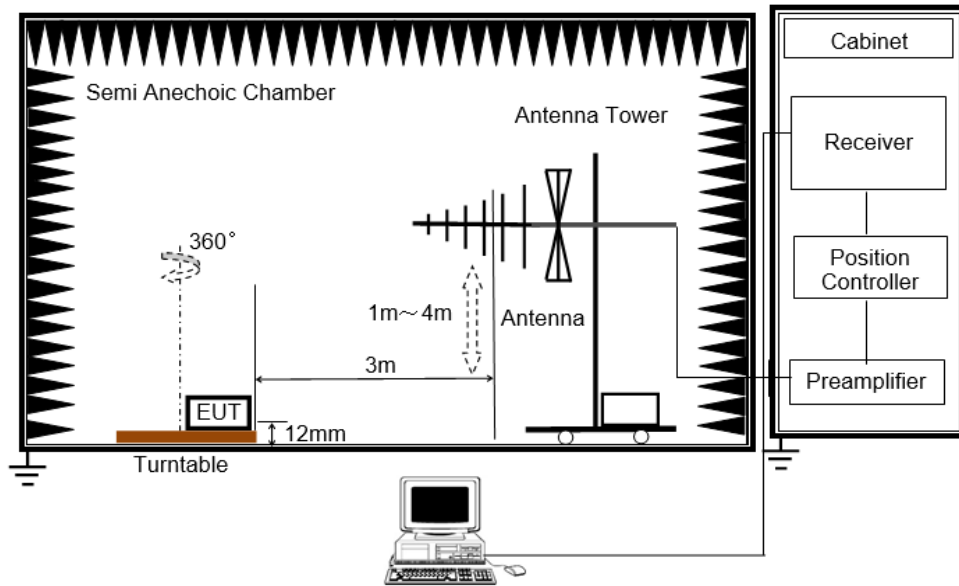 Cabinet
Semi Anechoic Chamber
Antenna Tower
Receiver
360°
Position
Controller
1m～4m
Antenna
3m
Preamplifier
EUT
12mm
Turntable